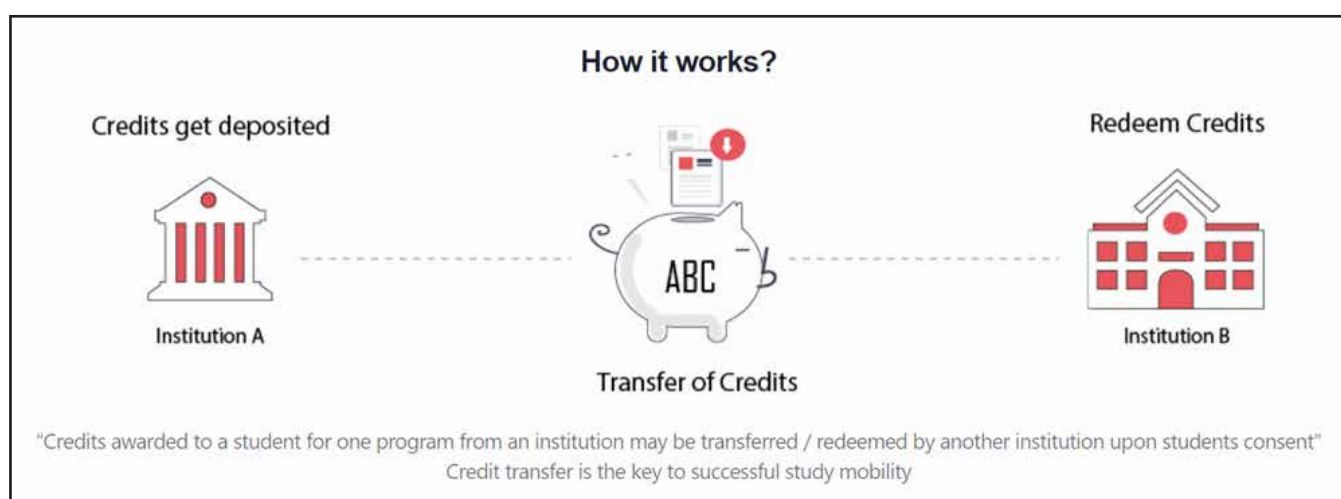 How it works?
Credits get deposited
Redeem Credits
ABC
Institution A
Institution B
Transfer of Credits
“Credits awarded to a student for one program from an institution may be transferred / redeemed by another institution upon students consent”
Credit transfer is the key to successful study mobility